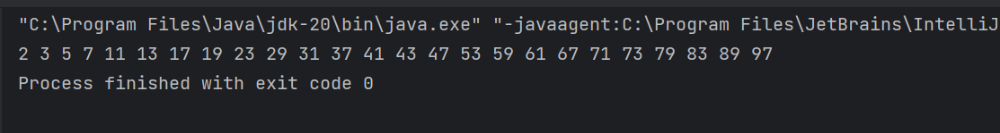 "C:\Program Files\Java\jdk-20\bin\java.exe" "-javaagent:C:\Program Files\JetBrains\IntelliJ
2 3 5 7 11 13 17 19 23 29 31 37 41 43 47 53 59 61 67 71 73 79 83 89 97
Process finished with exit code 0